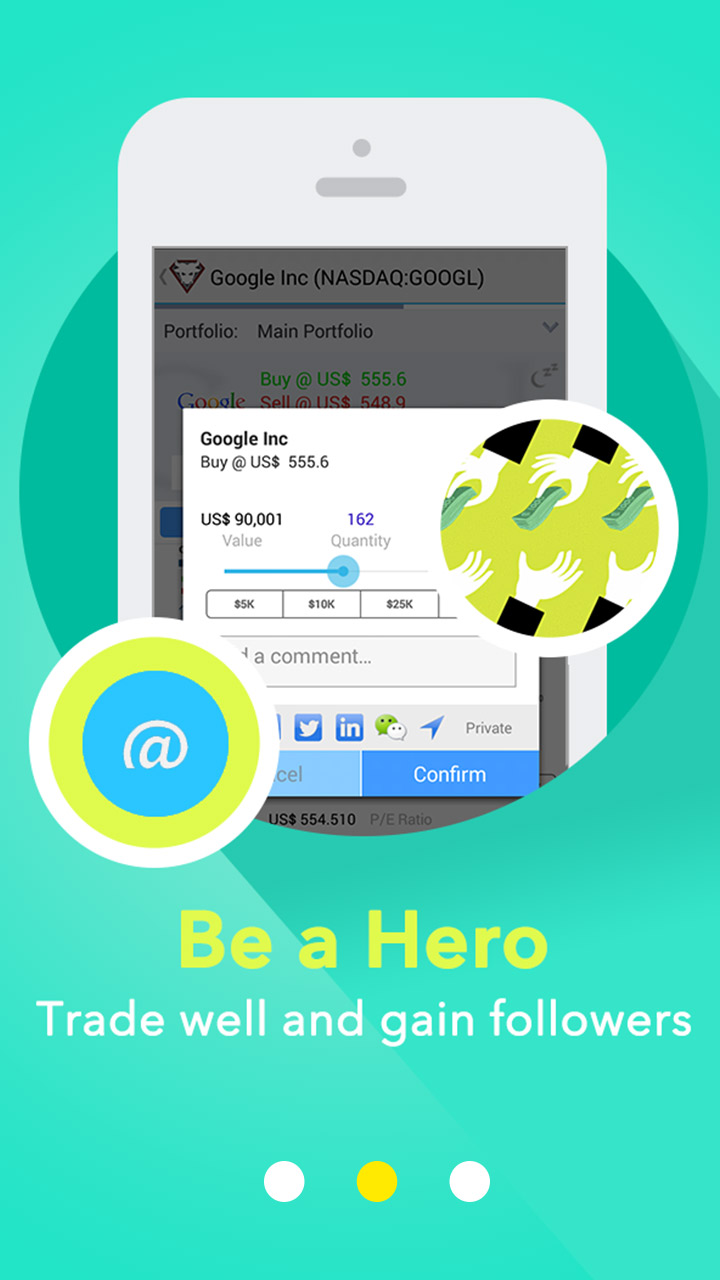 Google Inc (NASDAQ:GOOGL)
Portfolio: Main Portfolio
Buy @ US$ 555.6
Google Sell @ US$ 548.9
Google Inc
Buy @ US$ 555.6
US$ 90,001 162
Value Quantity
$5K $10K $25K
a comment...
in Private
Confirm
US$ 554.510 P/E Ratio
@
Be a Hero
Trade well and gain followers